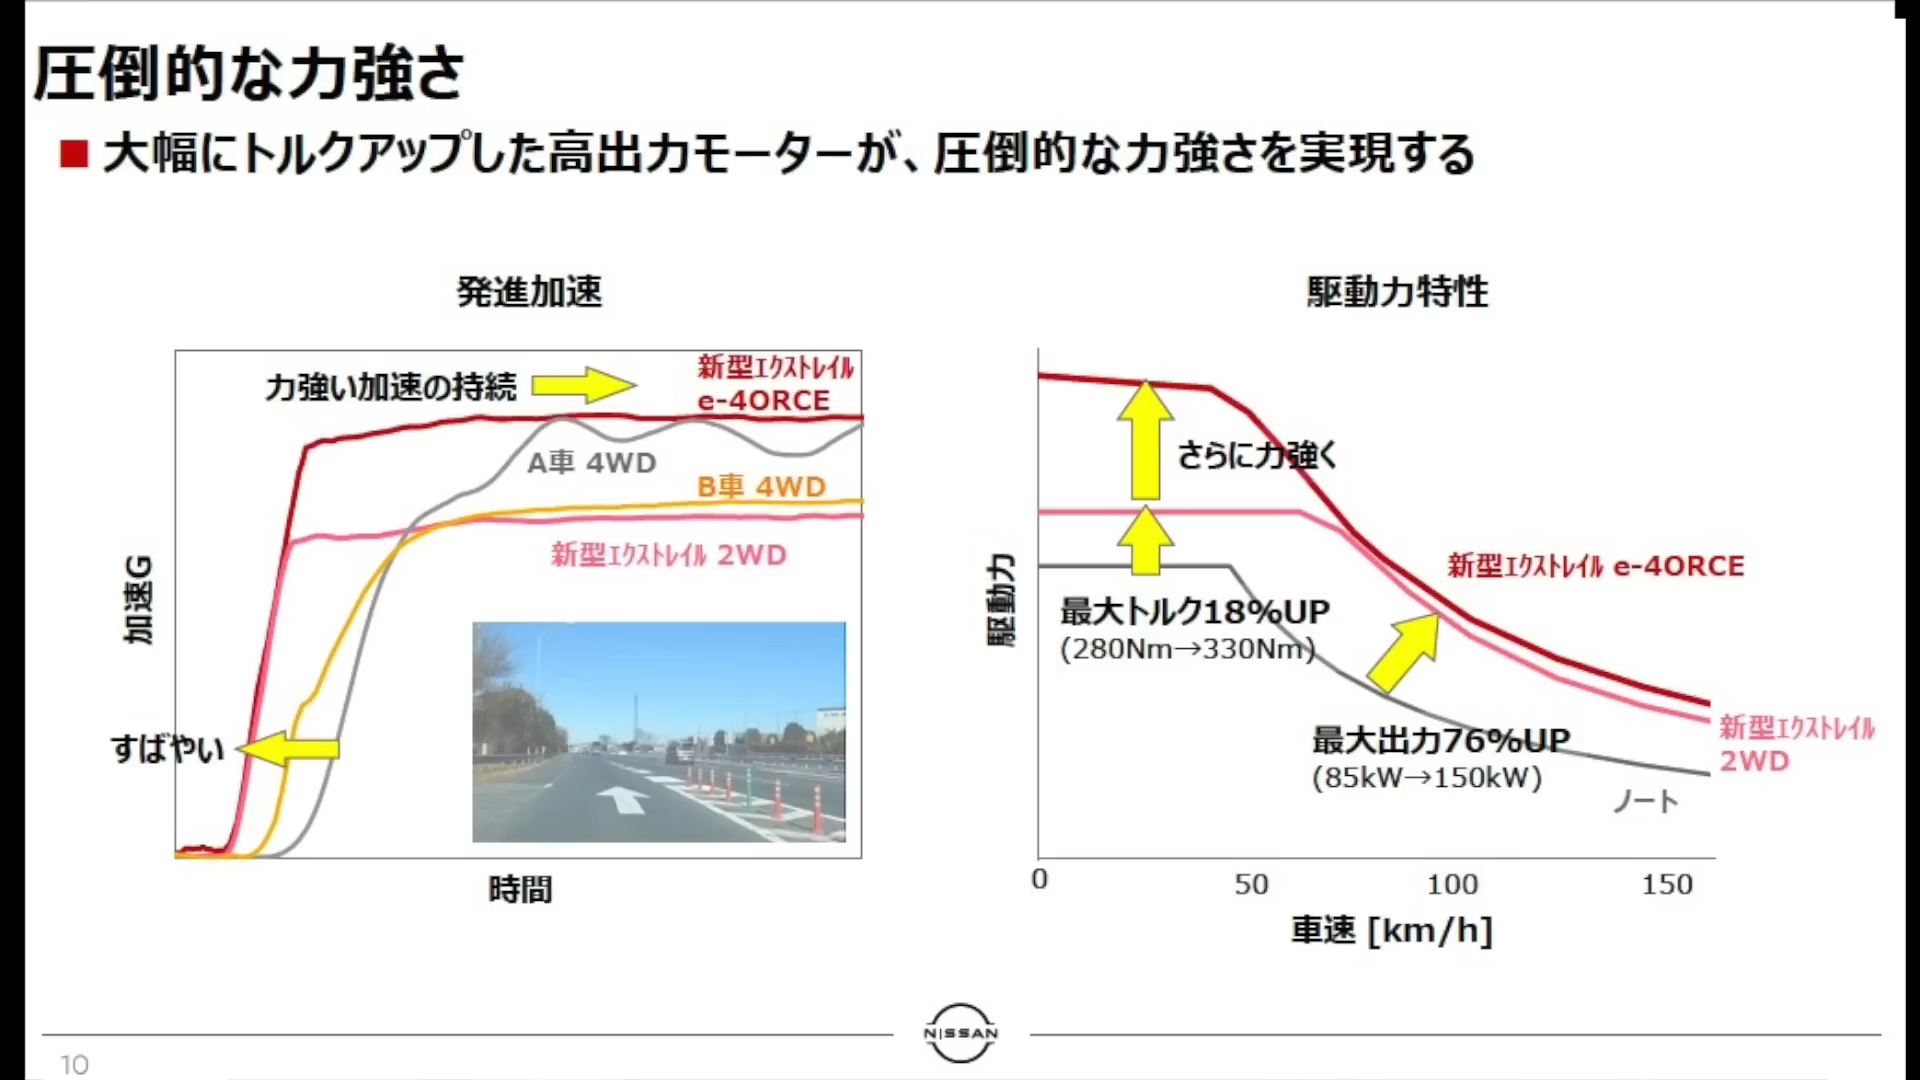 圧倒的な力強さ
■ 大幅にトルクアップした高出力モーターが、圧倒的な力強さを実現する
発進加速
力強い加速の持続
新型ｴｸｽﾄﾚｲﾙ
e-4ORCE
A車 4WD
B車 4WD
新型ｴｸｽﾄﾚｲﾙ 2WD
加速G
すばやい
時間
駆動力特性
さらに力強く
新型ｴｸｽﾄﾚｲﾙ e-4ORCE
駆動力
最大トルク18%UP
(280Nm→330Nm)
最大出力76%UP
(85kW→150kW)
新型ｴｸｽﾄﾚｲﾙ
2WD
ノート
0 50 100 150
車速 [km/h]
NISSAN
10